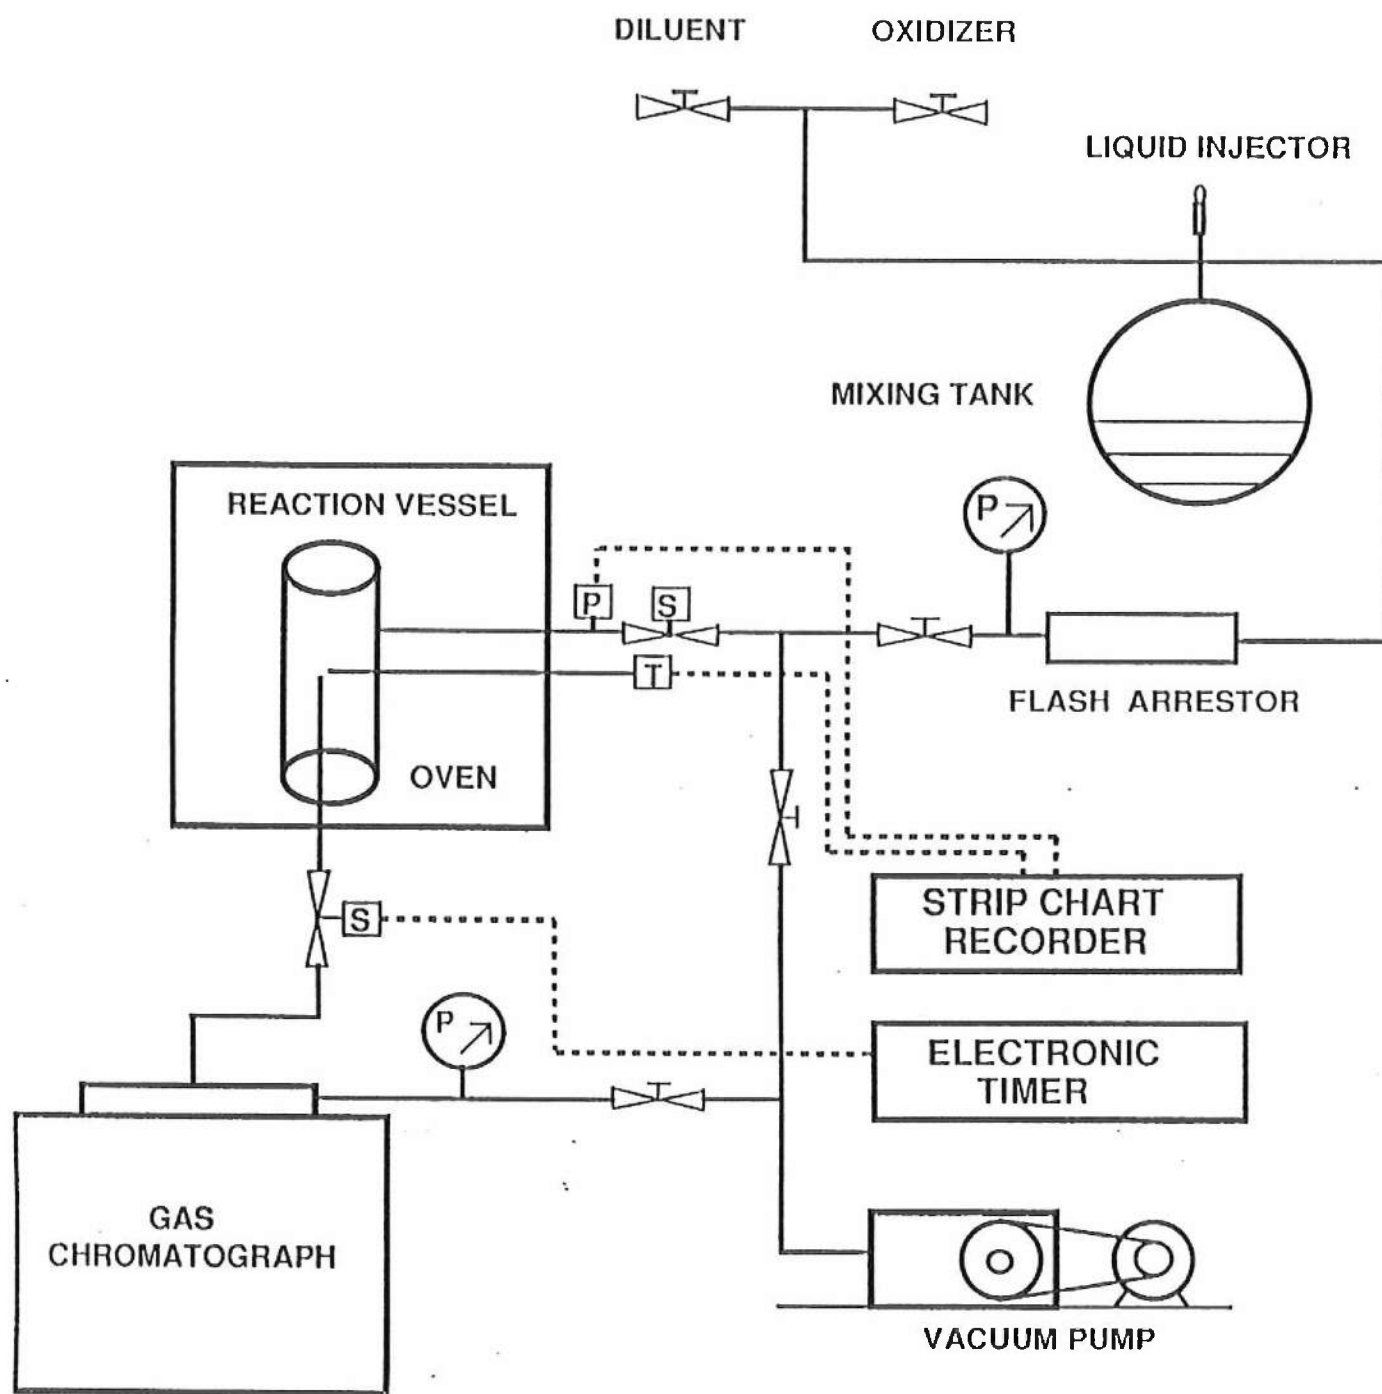 DILUENT
OXIDIZER
LIQUID INJECTOR
MIXING TANK
REACTION VESSEL
P
P
S
T
FLASH ARRESTOR
OVEN
STRIP CHART
RECORDER
S
P
ELECTRONIC
TIMER
GAS
CHROMATOGRAPH
VACUUM PUMP